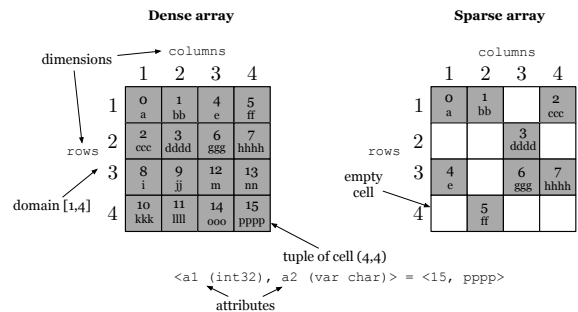 Dense array
Sparse array
columns
columns
dimensions
1 2 3 4
1 2 3 4
1
0 1 4 5
a bb e ff
1
0 1 2
a bb ccc
2
2 3 6 7
ccc dddd ggg hhhh
2
3
dddd
rows
rows
3
8 9 12 13
i jj m nn
3
4 6 7
e ggg hhhh
empty
cell
domain [1,4]
4
10 11 14 15
kkk llll ooo pppp
4
5
ff
tuple of cell (4,4)
<a1 (int32), a2 (var char)> = <15, pppp>
attributes